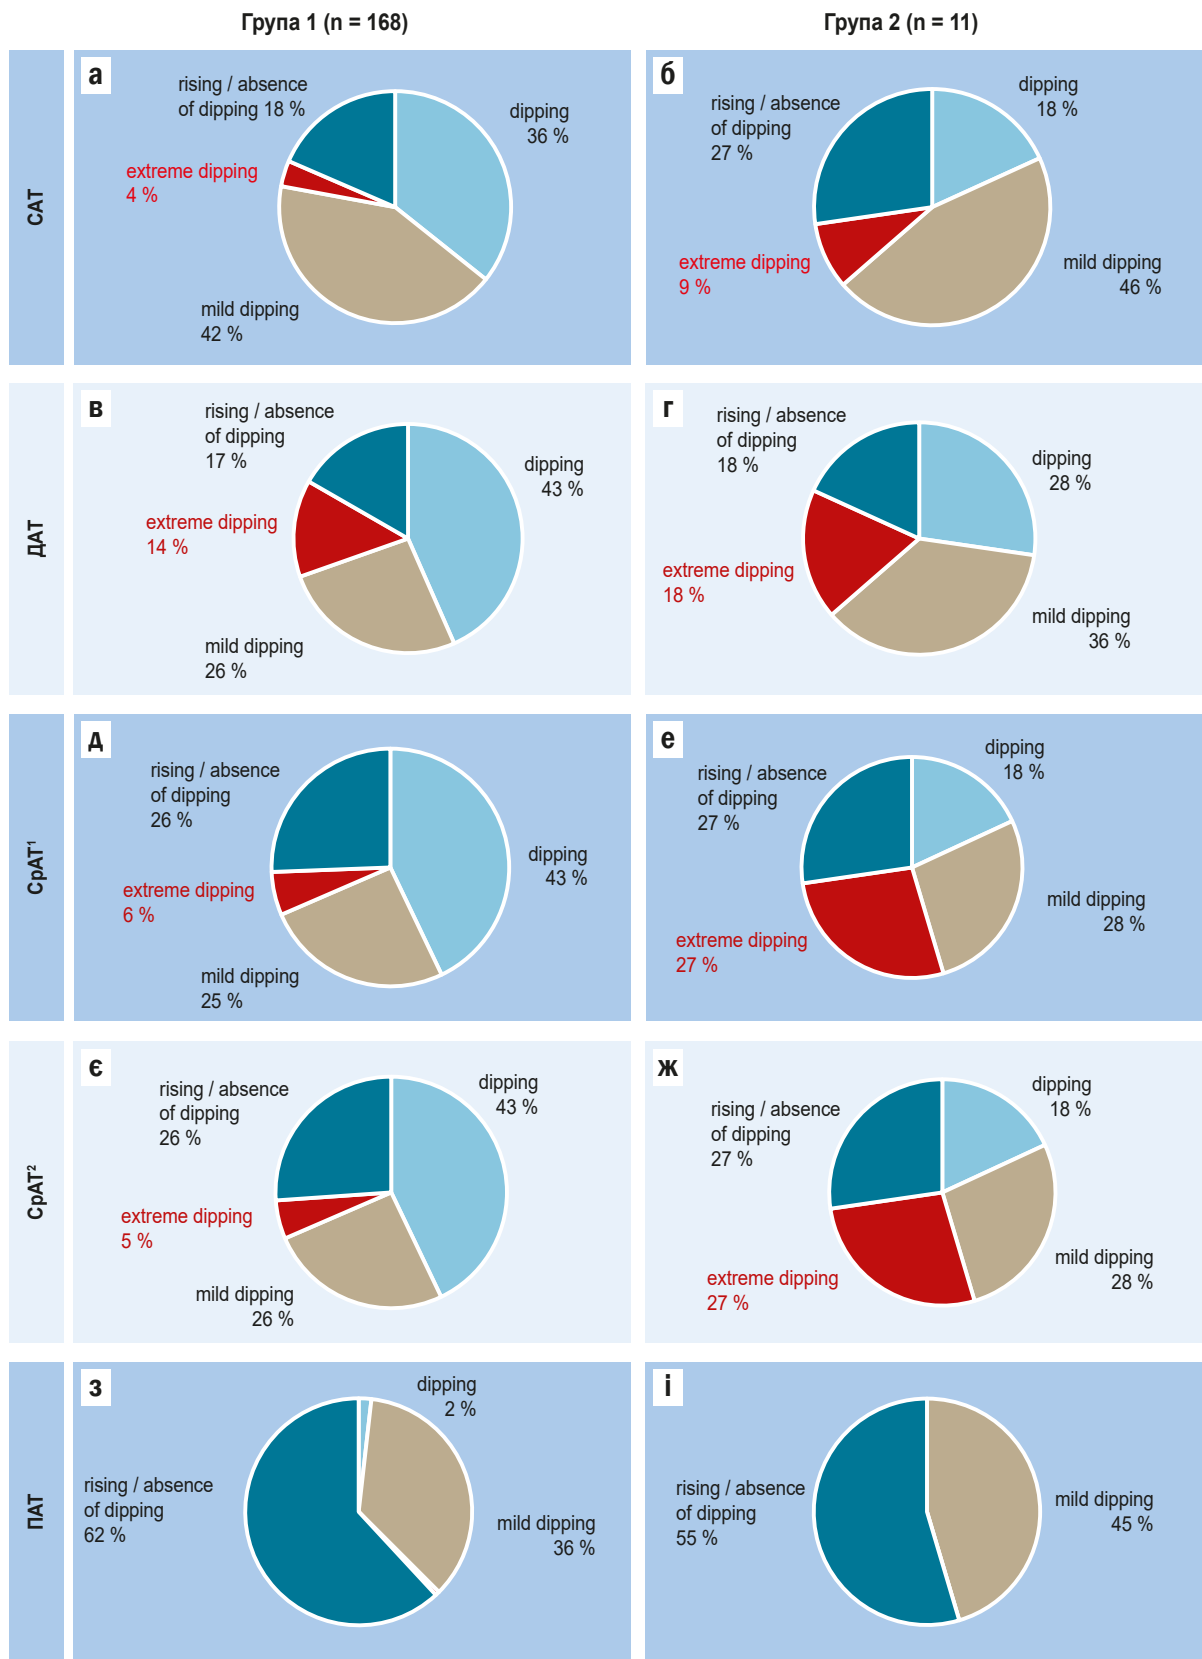 Група 1 (n = 168)
Група 2 (n = 11)
САТ
а
rising / absence
of dipping 18 %
dipping
36 %
extreme dipping
4 %
mild dipping
42 %
б
rising / absence
of dipping
27 %
dipping
18 %
extreme dipping
9 %
mild dipping
46 %
ДАТ
в
rising / absence
of dipping
17 %
dipping
43 %
extreme dipping
14 %
mild dipping
26 %
г
rising / absence
of dipping
18 %
dipping
28 %
extreme dipping
18 %
mild dipping
36 %
СрАТ¹
д
rising / absence
of dipping
26 %
dipping
43 %
extreme dipping
6 %
mild dipping
25 %
е
rising / absence
of dipping
27 %
dipping
18 %
mild dipping
28 %
extreme dipping
27 %
СрАТ²
є
rising / absence
of dipping
26 %
dipping
43 %
extreme dipping
5 %
mild dipping
26 %
ж
rising / absence
of dipping
27 %
dipping
18 %
mild dipping
28 %
extreme dipping
27 %
ПАТ
з
dipping
2 %
rising / absence
of dipping
62 %
mild dipping
36 %
і
rising / absence
of dipping
55 %
mild dipping
45 %